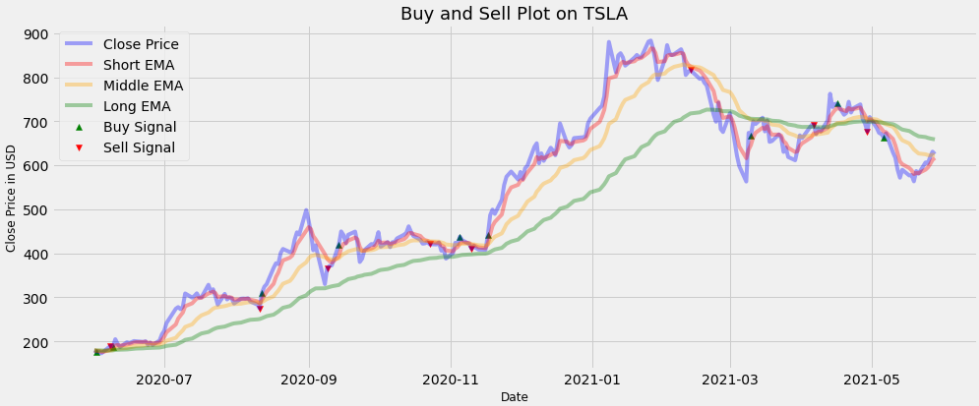 Buy and Sell Plot on TSLA
900
800
700
600
500
400
300
200
Close Price in USD
Close Price
Short EMA
Middle EMA
Long EMA
Buy Signal
Sell Signal
2020-07 2020-09 2020-11 2021-01 2021-03 2021-05
Date